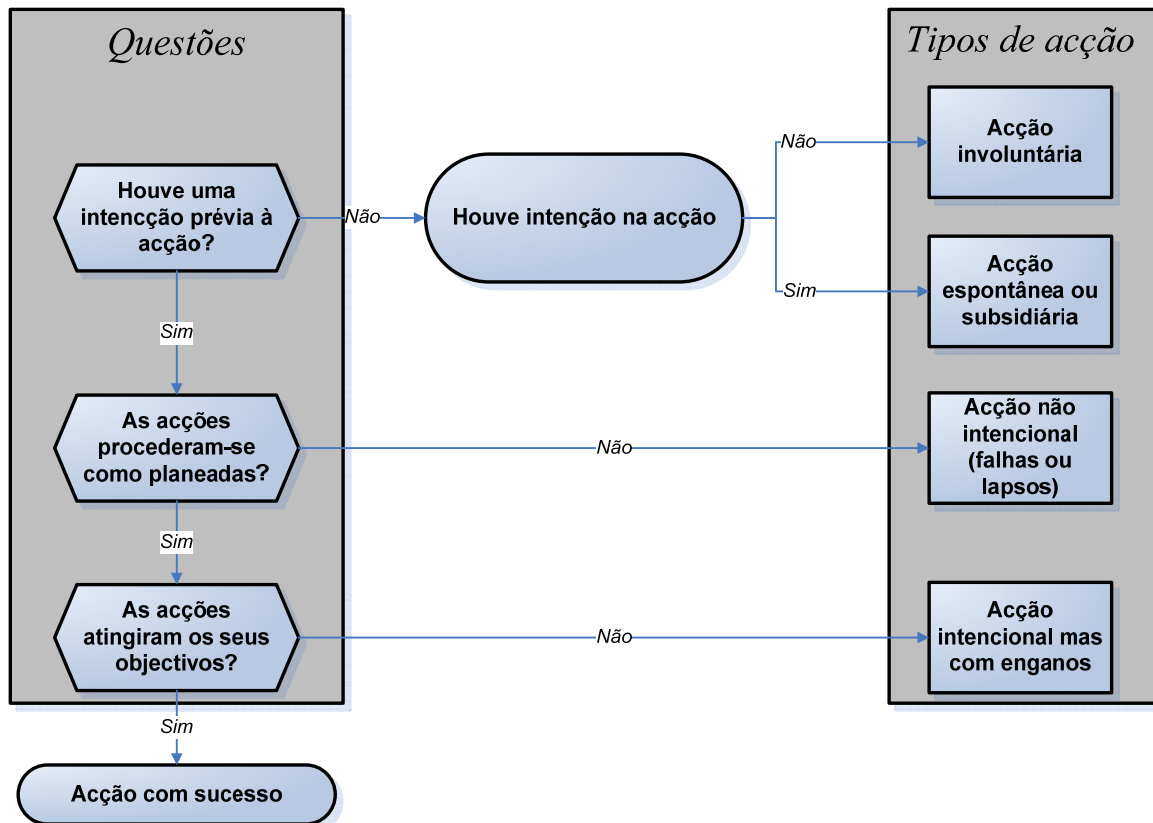 Questões
Tipos de acção
Houve uma
intencção prévia à
acção?
Não
Houve intenção na acção
Não
Acção
involuntária
Sim
Acção
espontânea ou
subsidiária
Sim
As acções
procederam-se
como planeadas?
Não
Acção não
intencional
(falhas ou
lapsos)
Sim
As acções
atingiram os seus
objectivos?
Não
Acção
intencional mas
com enganos
Sim
Acção com sucesso